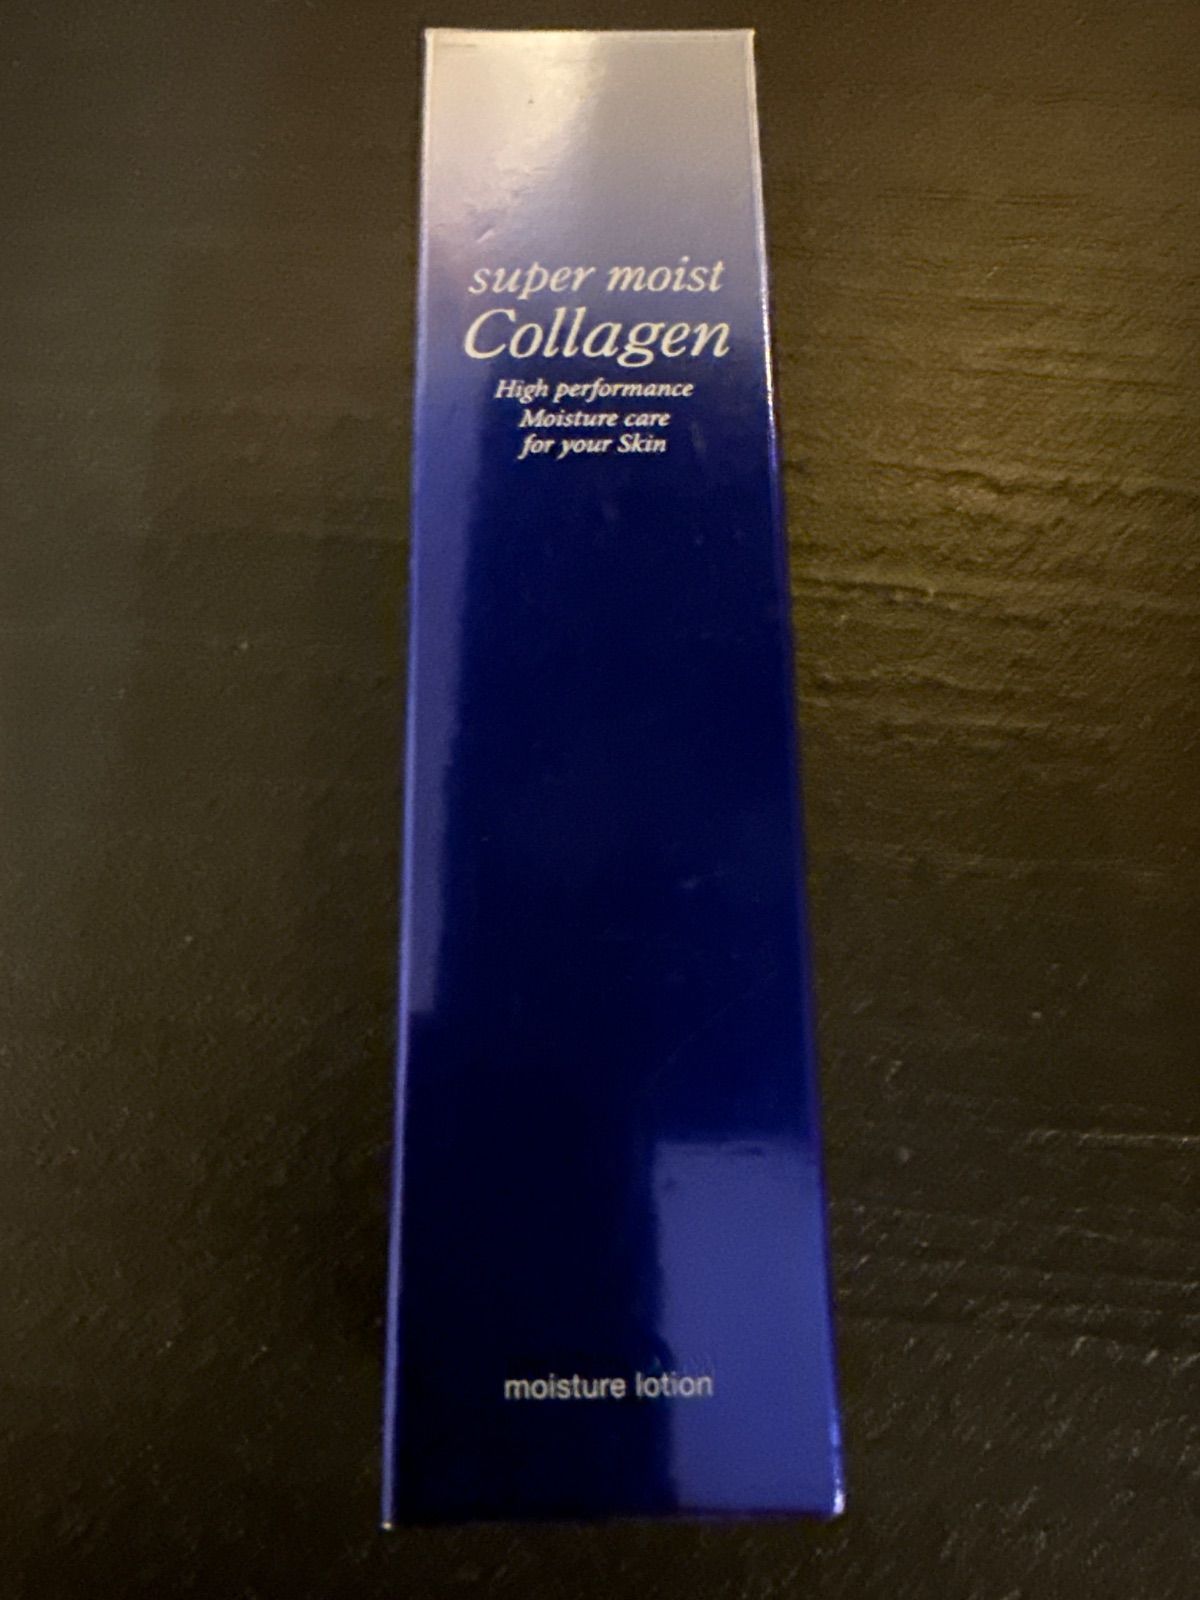 super moist
Collagen
High performance
Moisture care
for your Skin
moisture lotion